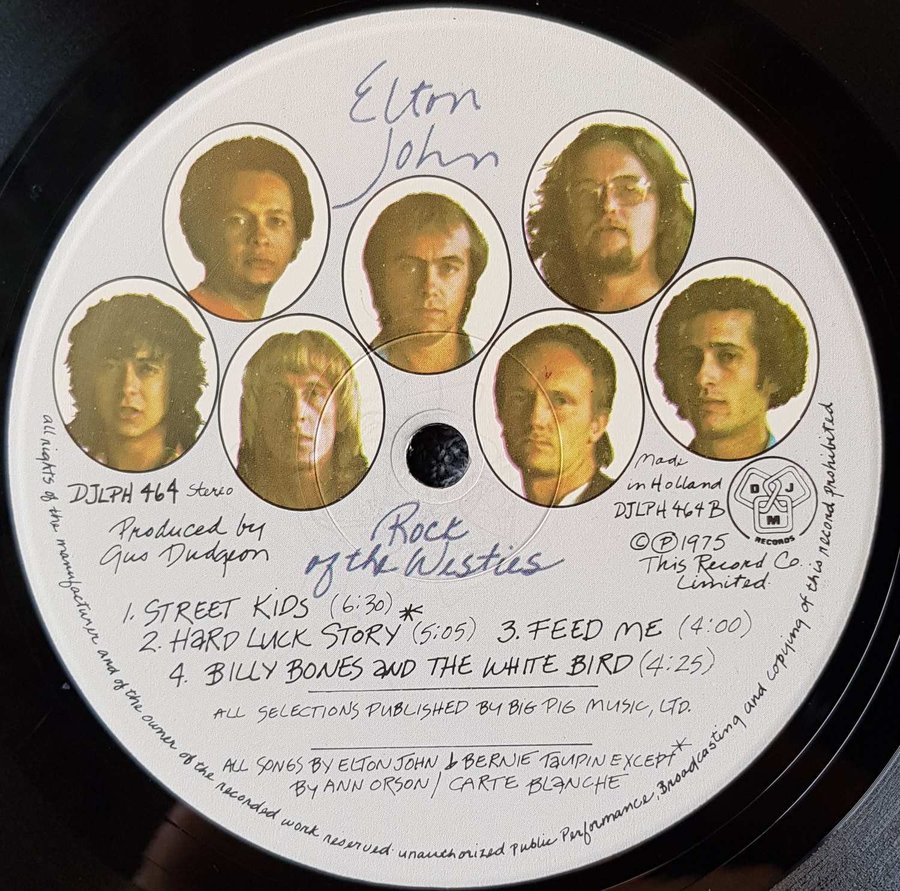 Elton
John
DJLPH 464 Stereo
Produced by
Gus Dudgeon
Rock
of the Westies
Made
in Holland
DJLPH 464 B
©℗1975
This Record Co.
Limited
D J
M
RECORDS
1. STREET KIDS (6:30)
2. HARD LUCK STORY* (5:05) 3. FEED ME (4:00)
4. BILLY BONES AND THE WHITE BIRD (4:25)
ALL SELECTIONS PUBLISHED BY BIG PIG MUSIC, LTD.
ALL SONGS BY ELTON JOHN & BERNIE TAUPIN EXCEPT*
BY ANN ORSON / CARTE BLANCHE
all rights of the manufacturer and of the owner of the recorded work reserved. unauthorized public Performance, Broadcasting and copying of this record prohibited